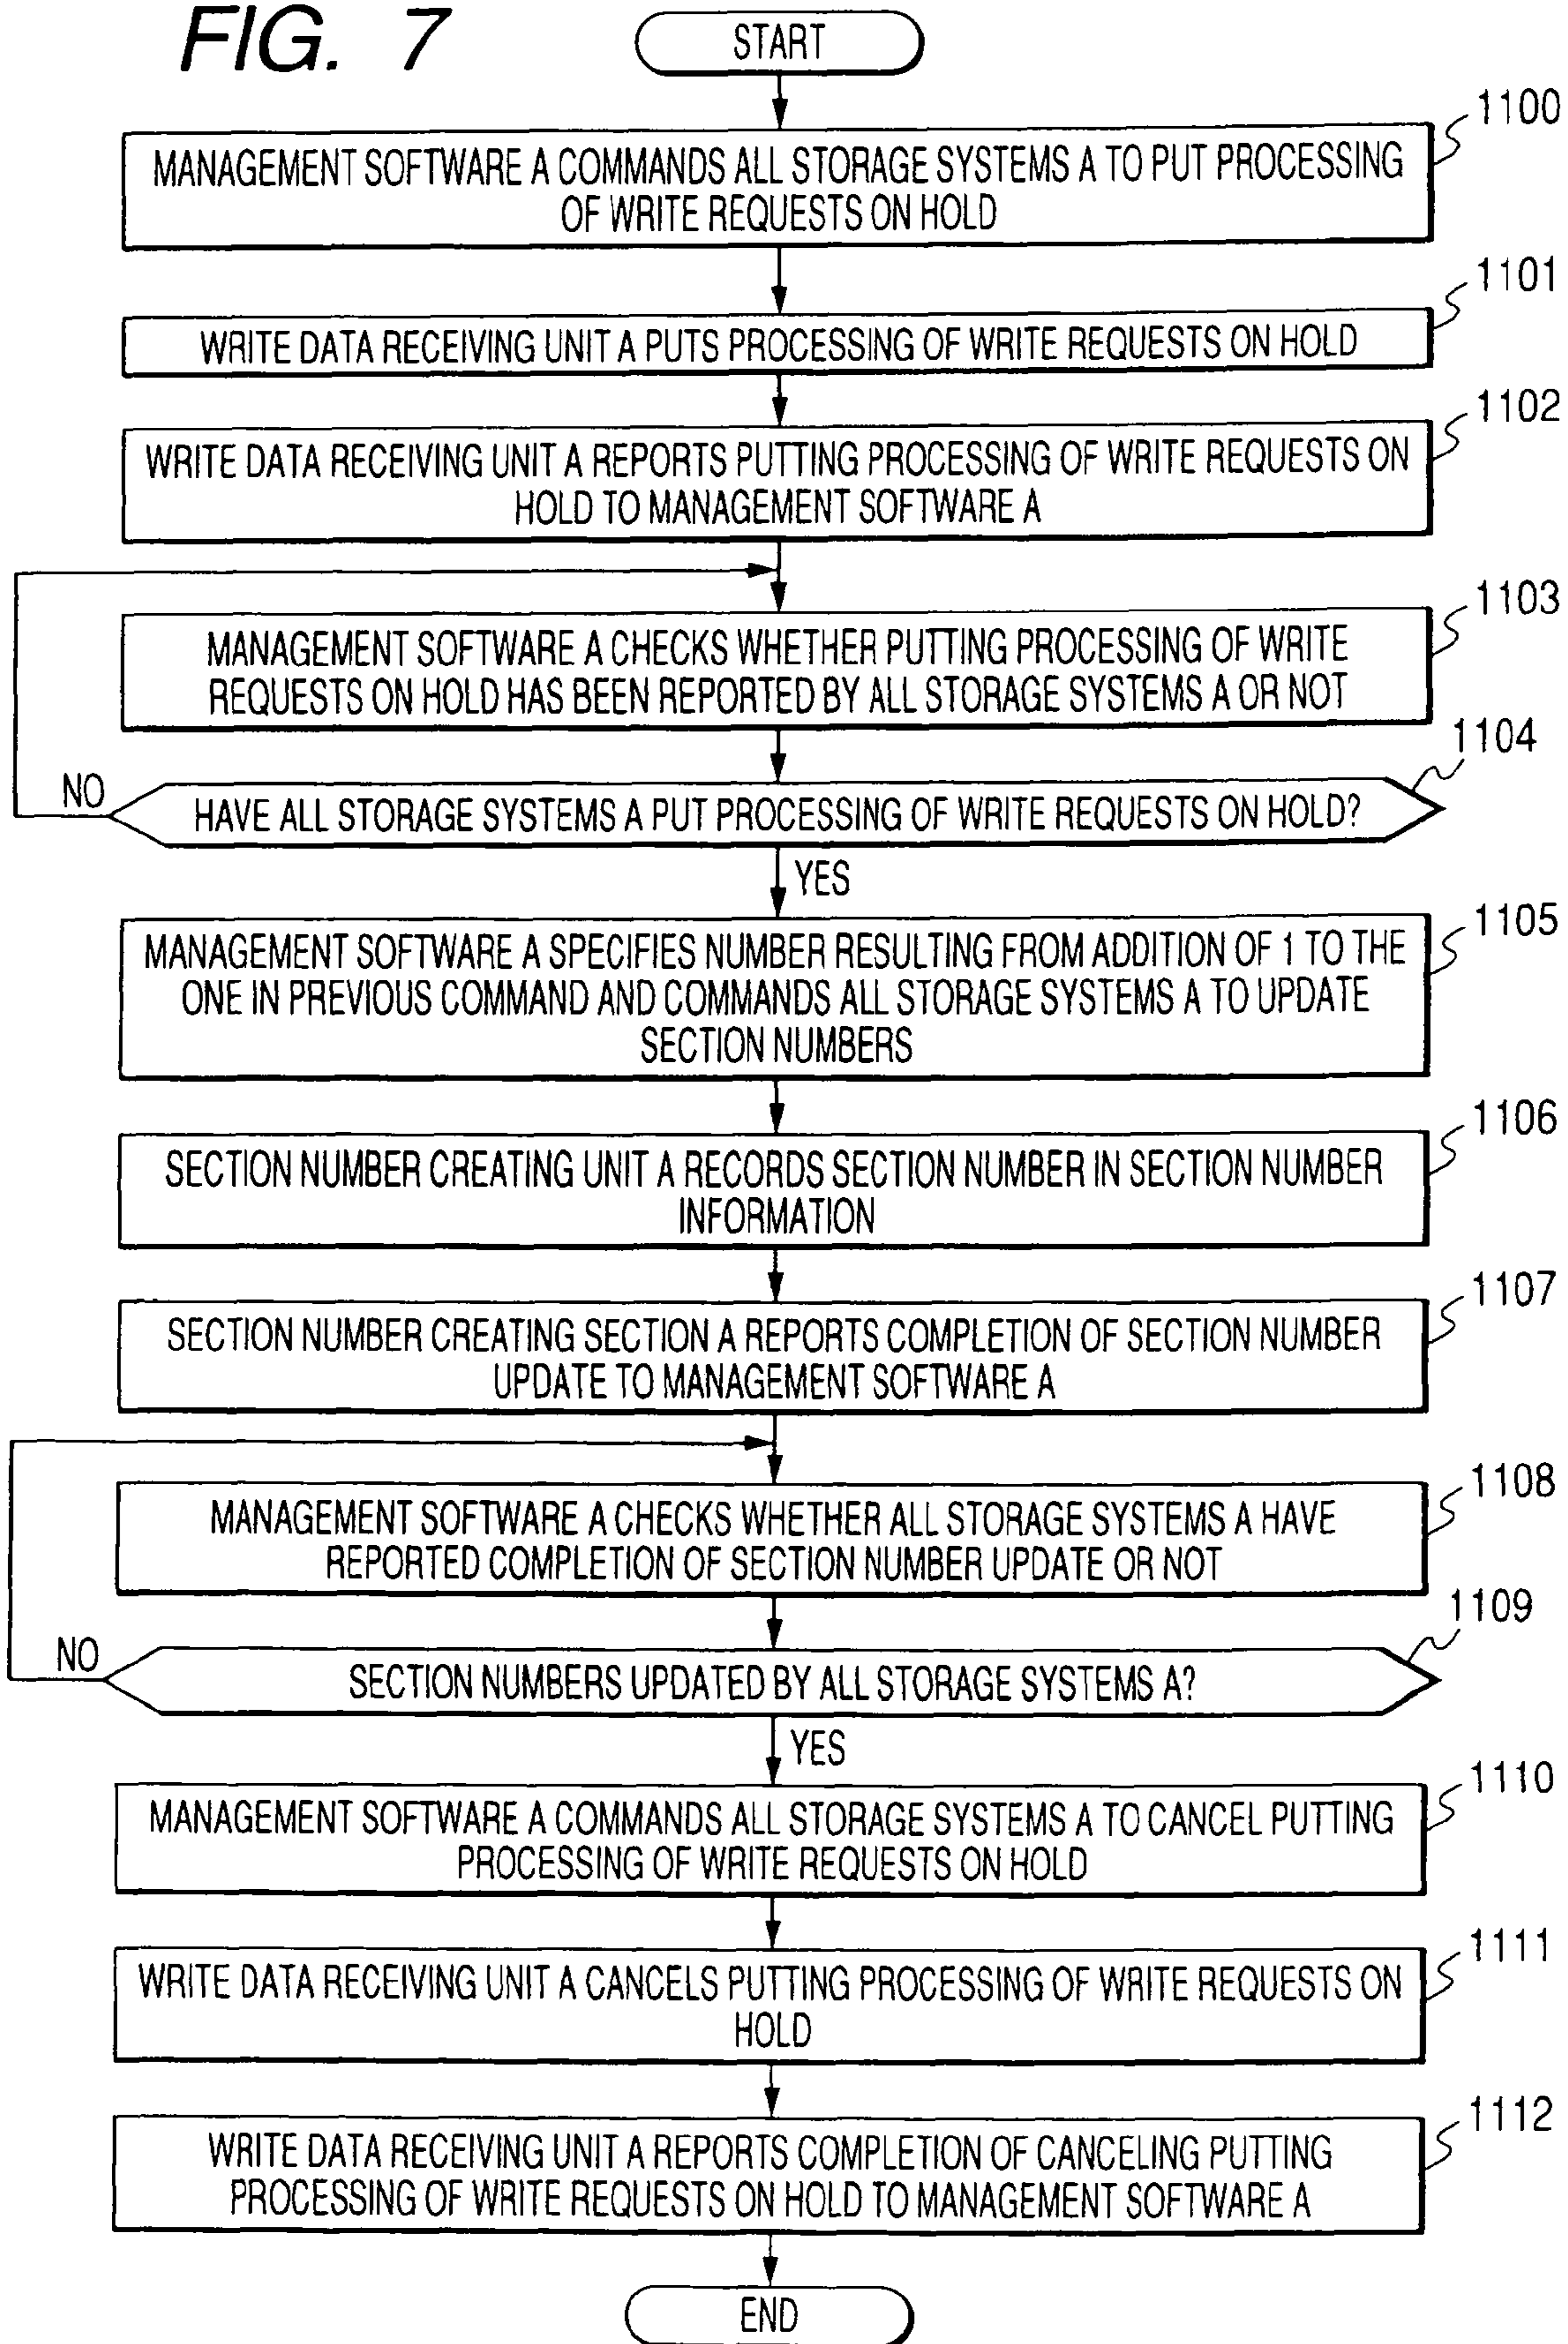 FIG. 7
START
1100
MANAGEMENT SOFTWARE A COMMANDS ALL STORAGE SYSTEMS A TO PUT PROCESSING
OF WRITE REQUESTS ON HOLD
1101
WRITE DATA RECEIVING UNIT A PUTS PROCESSING OF WRITE REQUESTS ON HOLD
1102
WRITE DATA RECEIVING UNIT A REPORTS PUTTING PROCESSING OF WRITE REQUESTS ON
HOLD TO MANAGEMENT SOFTWARE A
1103
MANAGEMENT SOFTWARE A CHECKS WHETHER PUTTING PROCESSING OF WRITE
REQUESTS ON HOLD HAS BEEN REPORTED BY ALL STORAGE SYSTEMS A OR NOT
1104
NO
HAVE ALL STORAGE SYSTEMS A PUT PROCESSING OF WRITE REQUESTS ON HOLD?
YES
1105
MANAGEMENT SOFTWARE A SPECIFIES NUMBER RESULTING FROM ADDITION OF 1 TO THE
ONE IN PREVIOUS COMMAND AND COMMANDS ALL STORAGE SYSTEMS A TO UPDATE
SECTION NUMBERS
1106
SECTION NUMBER CREATING UNIT A RECORDS SECTION NUMBER IN SECTION NUMBER
INFORMATION
1107
SECTION NUMBER CREATING SECTION A REPORTS COMPLETION OF SECTION NUMBER
UPDATE TO MANAGEMENT SOFTWARE A
1108
MANAGEMENT SOFTWARE A CHECKS WHETHER ALL STORAGE SYSTEMS A HAVE
REPORTED COMPLETION OF SECTION NUMBER UPDATE OR NOT
1109
NO
SECTION NUMBERS UPDATED BY ALL STORAGE SYSTEMS A?
YES
1110
MANAGEMENT SOFTWARE A COMMANDS ALL STORAGE SYSTEMS A TO CANCEL PUTTING
PROCESSING OF WRITE REQUESTS ON HOLD
1111
WRITE DATA RECEIVING UNIT A CANCELS PUTTING PROCESSING OF WRITE REQUESTS ON
HOLD
1112
WRITE DATA RECEIVING UNIT A REPORTS COMPLETION OF CANCELING PUTTING
PROCESSING OF WRITE REQUESTS ON HOLD TO MANAGEMENT SOFTWARE A
END